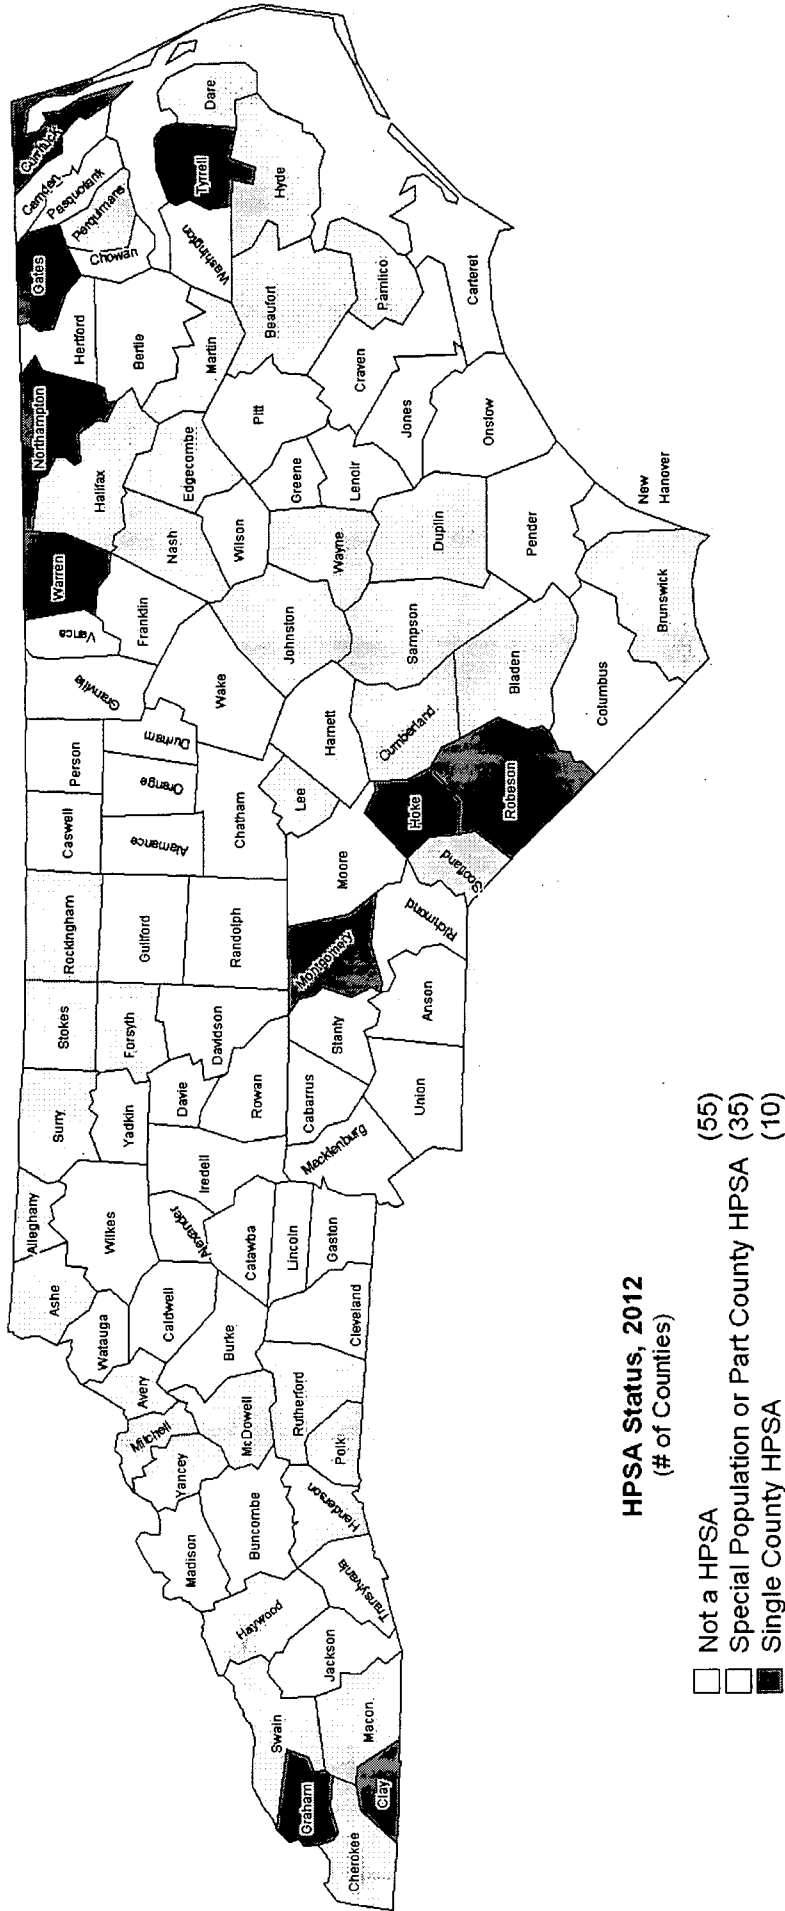 Cherokee
Graham
Clay
Swain
Macon
Jackson
Haywood
Transylvania
Madison
Buncombe
Henderson
Yancey
Mitchell
Avery
McDowell
Rutherford
Polk
Ashe
Alleghany
Watauga
Wilkes
Caldwell
Burke
Cleveland
Alexander
Catawba
Lincoln
Gaston
Surry
Yadkin
Iredell
Davie
Rowan
Mecklenburg
Cabarrus
Stokes
Forsyth
Davidson
Stanty
Union
Anson
Rockingham
Guilford
Randolph
Montgomery
Richmond
Caswell
Alamance
Chatham
Moore
Scotland
Person
Orange
Durham
Lee
Hoke
Robeson
Granville
Vance
Wake
Harnett
Cumberland
Bladen
Columbus
Warren
Franklin
Johnston
Sampson
Brunswick
Northampton
Halifax
Nash
Wilson
Wayne
Duplin
Pender
New
Hanover
Edgecombe
Greene
Lenoir
Jones
Onslow
Hertford
Bertie
Martin
Pitt
Craven
Carteret
Gates
Chowan
Perquimans
Pasquotank
Camden
Currituck
Washington
Tyrrell
Dare
Hyde
Beaufort
Pamlico
HPSA Status, 2012
(# of Counties)
Not a HPSA (55)
Special Population or Part County HPSA (35)
Single County HPSA (10)